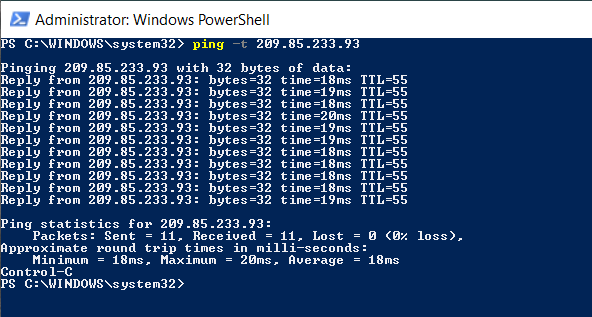 Administrator: Windows PowerShell
PS C:\WINDOWS\system32> ping -t 209.85.233.93
Pinging 209.85.233.93 with 32 bytes of data:
Reply from 209.85.233.93: bytes=32 time=18ms TTL=55
Reply from 209.85.233.93: bytes=32 time=19ms TTL=55
Reply from 209.85.233.93: bytes=32 time=18ms TTL=55
Reply from 209.85.233.93: bytes=32 time=20ms TTL=55
Reply from 209.85.233.93: bytes=32 time=19ms TTL=55
Reply from 209.85.233.93: bytes=32 time=19ms TTL=55
Reply from 209.85.233.93: bytes=32 time=18ms TTL=55
Reply from 209.85.233.93: bytes=32 time=18ms TTL=55
Reply from 209.85.233.93: bytes=32 time=18ms TTL=55
Reply from 209.85.233.93: bytes=32 time=18ms TTL=55
Reply from 209.85.233.93: bytes=32 time=19ms TTL=55
Ping statistics for 209.85.233.93:
Packets: Sent = 11, Received = 11, Lost = 0 (0% loss),
Approximate round trip times in milli-seconds:
Minimum = 18ms, Maximum = 20ms, Average = 18ms
Control-C
PS C:\WINDOWS\system32>